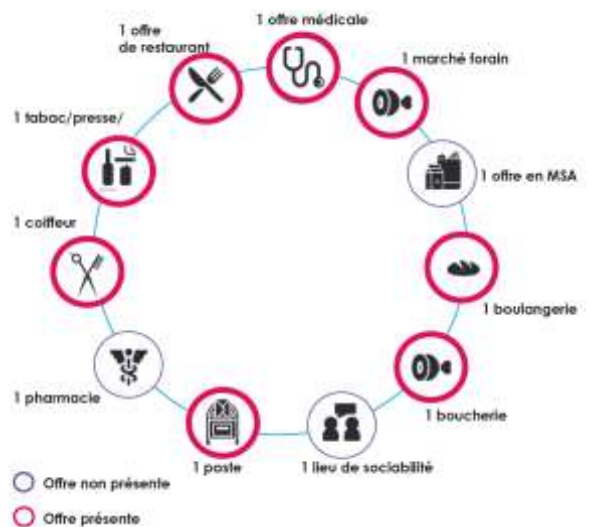 1 offre médicale
1 offre
de restaurant
1 marché forain
1 tabac/presse/
1 offre en MSA
1 coiffeur
1 boulangerie
1 pharmacie
1 boucherie
1 poste
1 lieu de sociabilité
Offre non présente
Offre présente